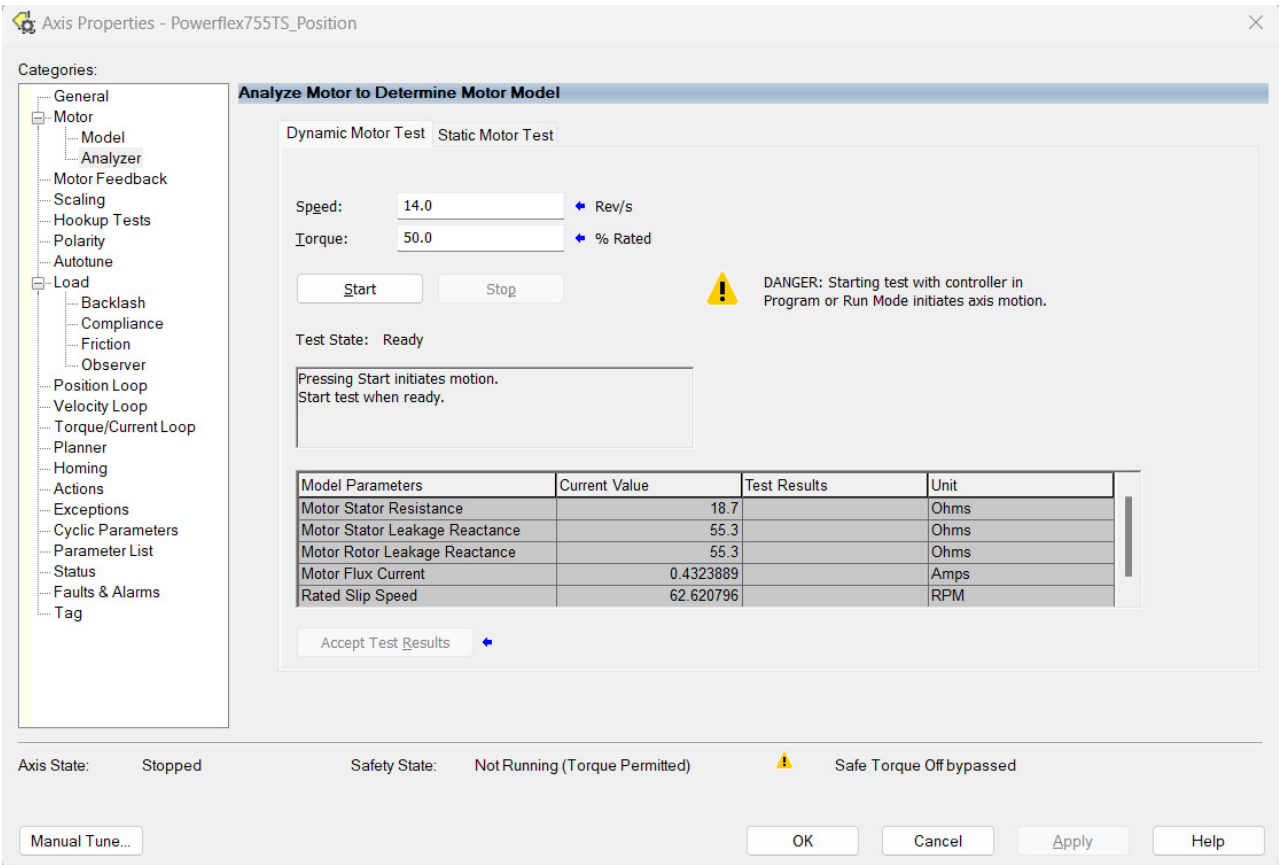 Axis Properties - Powerflex755TS_Position
Categories:
General
Motor
Model
Analyzer
Motor Feedback
Scaling
Hookup Tests
Polarity
Autotune
Load
Backlash
Compliance
Friction
Observer
Position Loop
Velocity Loop
Torque/Current Loop
Planner
Homing
Actions
Exceptions
Cyclic Parameters
Parameter List
Status
Faults & Alarms
Tag
Analyze Motor to Determine Motor Model
Dynamic Motor Test Static Motor Test
Speed: 14.0 Rev/s
Torque: 50.0 % Rated
Start Stop
DANGER: Starting test with controller in
Program or Run Mode initiates axis motion.
Test State: Ready
Pressing Start initiates motion.
Start test when ready.
Model Parameters Current Value Test Results Unit
Motor Stator Resistance 18.7 Ohms
Motor Stator Leakage Reactance 55.3 Ohms
Motor Rotor Leakage Reactance 55.3 Ohms
Motor Flux Current 0.4323889 Amps
Rated Slip Speed 62.620796 RPM
Accept Test Results
Axis State: Stopped Safety State: Not Running (Torque Permitted) Safe Torque Off bypassed
Manual Tune... OK Cancel Apply Help